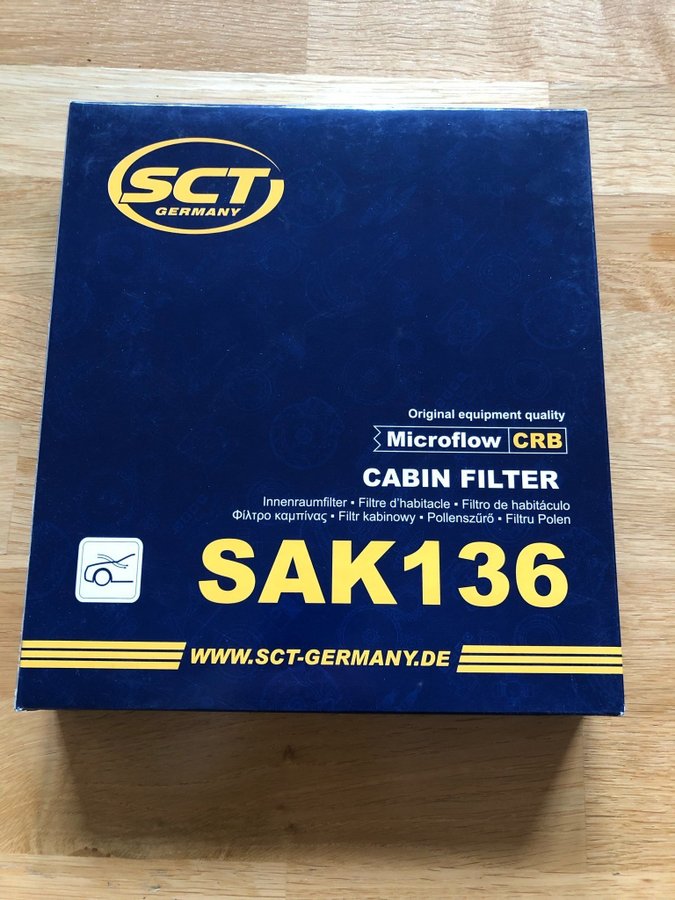 SCT
GERMANY
Original equipment quality
Microflow CRB
CABIN FILTER
Innenraumfilter ▪ Filtre d'habitacle ▪ Filtro de habitáculo
Φίλτρο καμπίνας ▪ Filtr kabinowy ▪ Pollenszűrő ▪ Filtru Polen
SAK136
WWW.SCT-GERMANY.DE